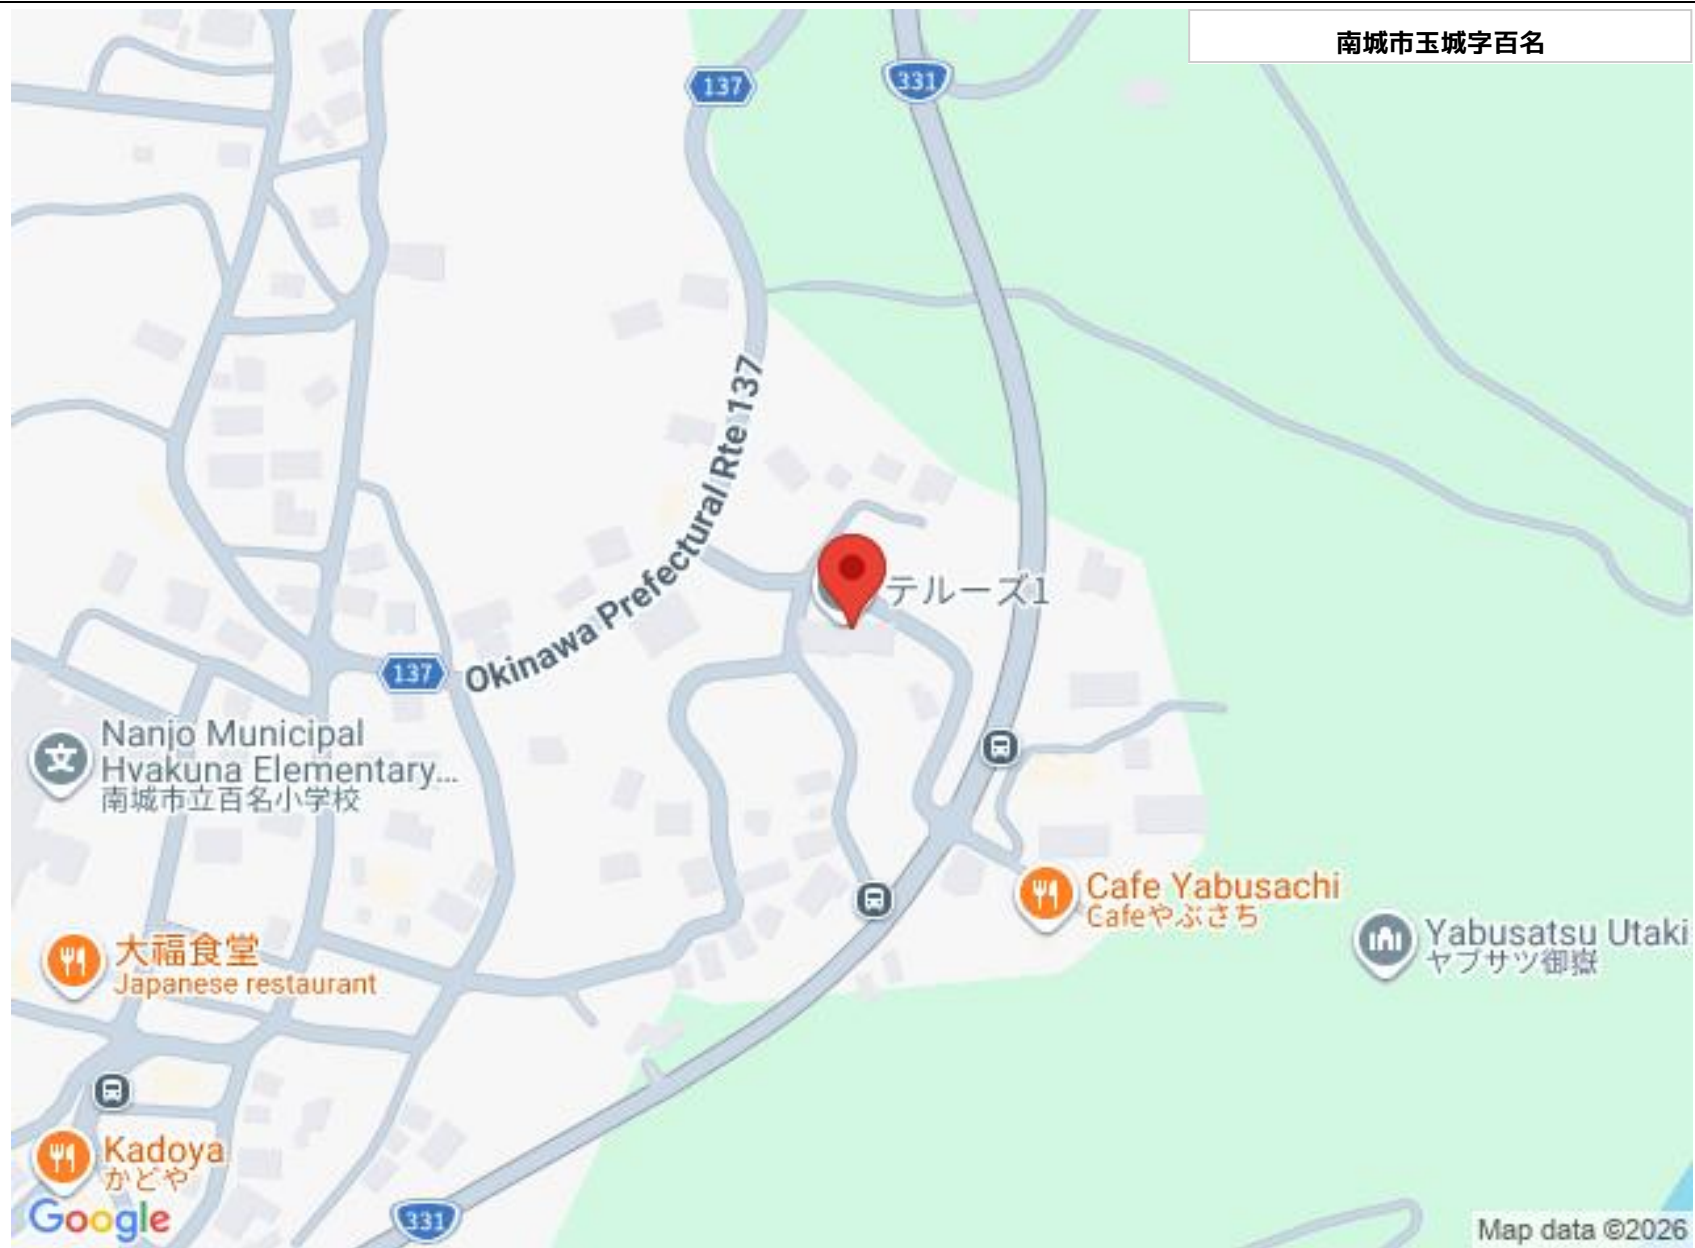 南城市玉城字百名
137
331
Okinawa Prefectural Rte 137
テルーズ1
137
Nanjo Municipal
Hyakuna Elementary...
南城市立百名小学校
Cafe Yabusachi
Cafeやぶさち
Yabusatsu Utaki
ヤブサツ御嶽
大福食堂
Japanese restaurant
Kadoya
かどや
Google
331
Map data ©2026